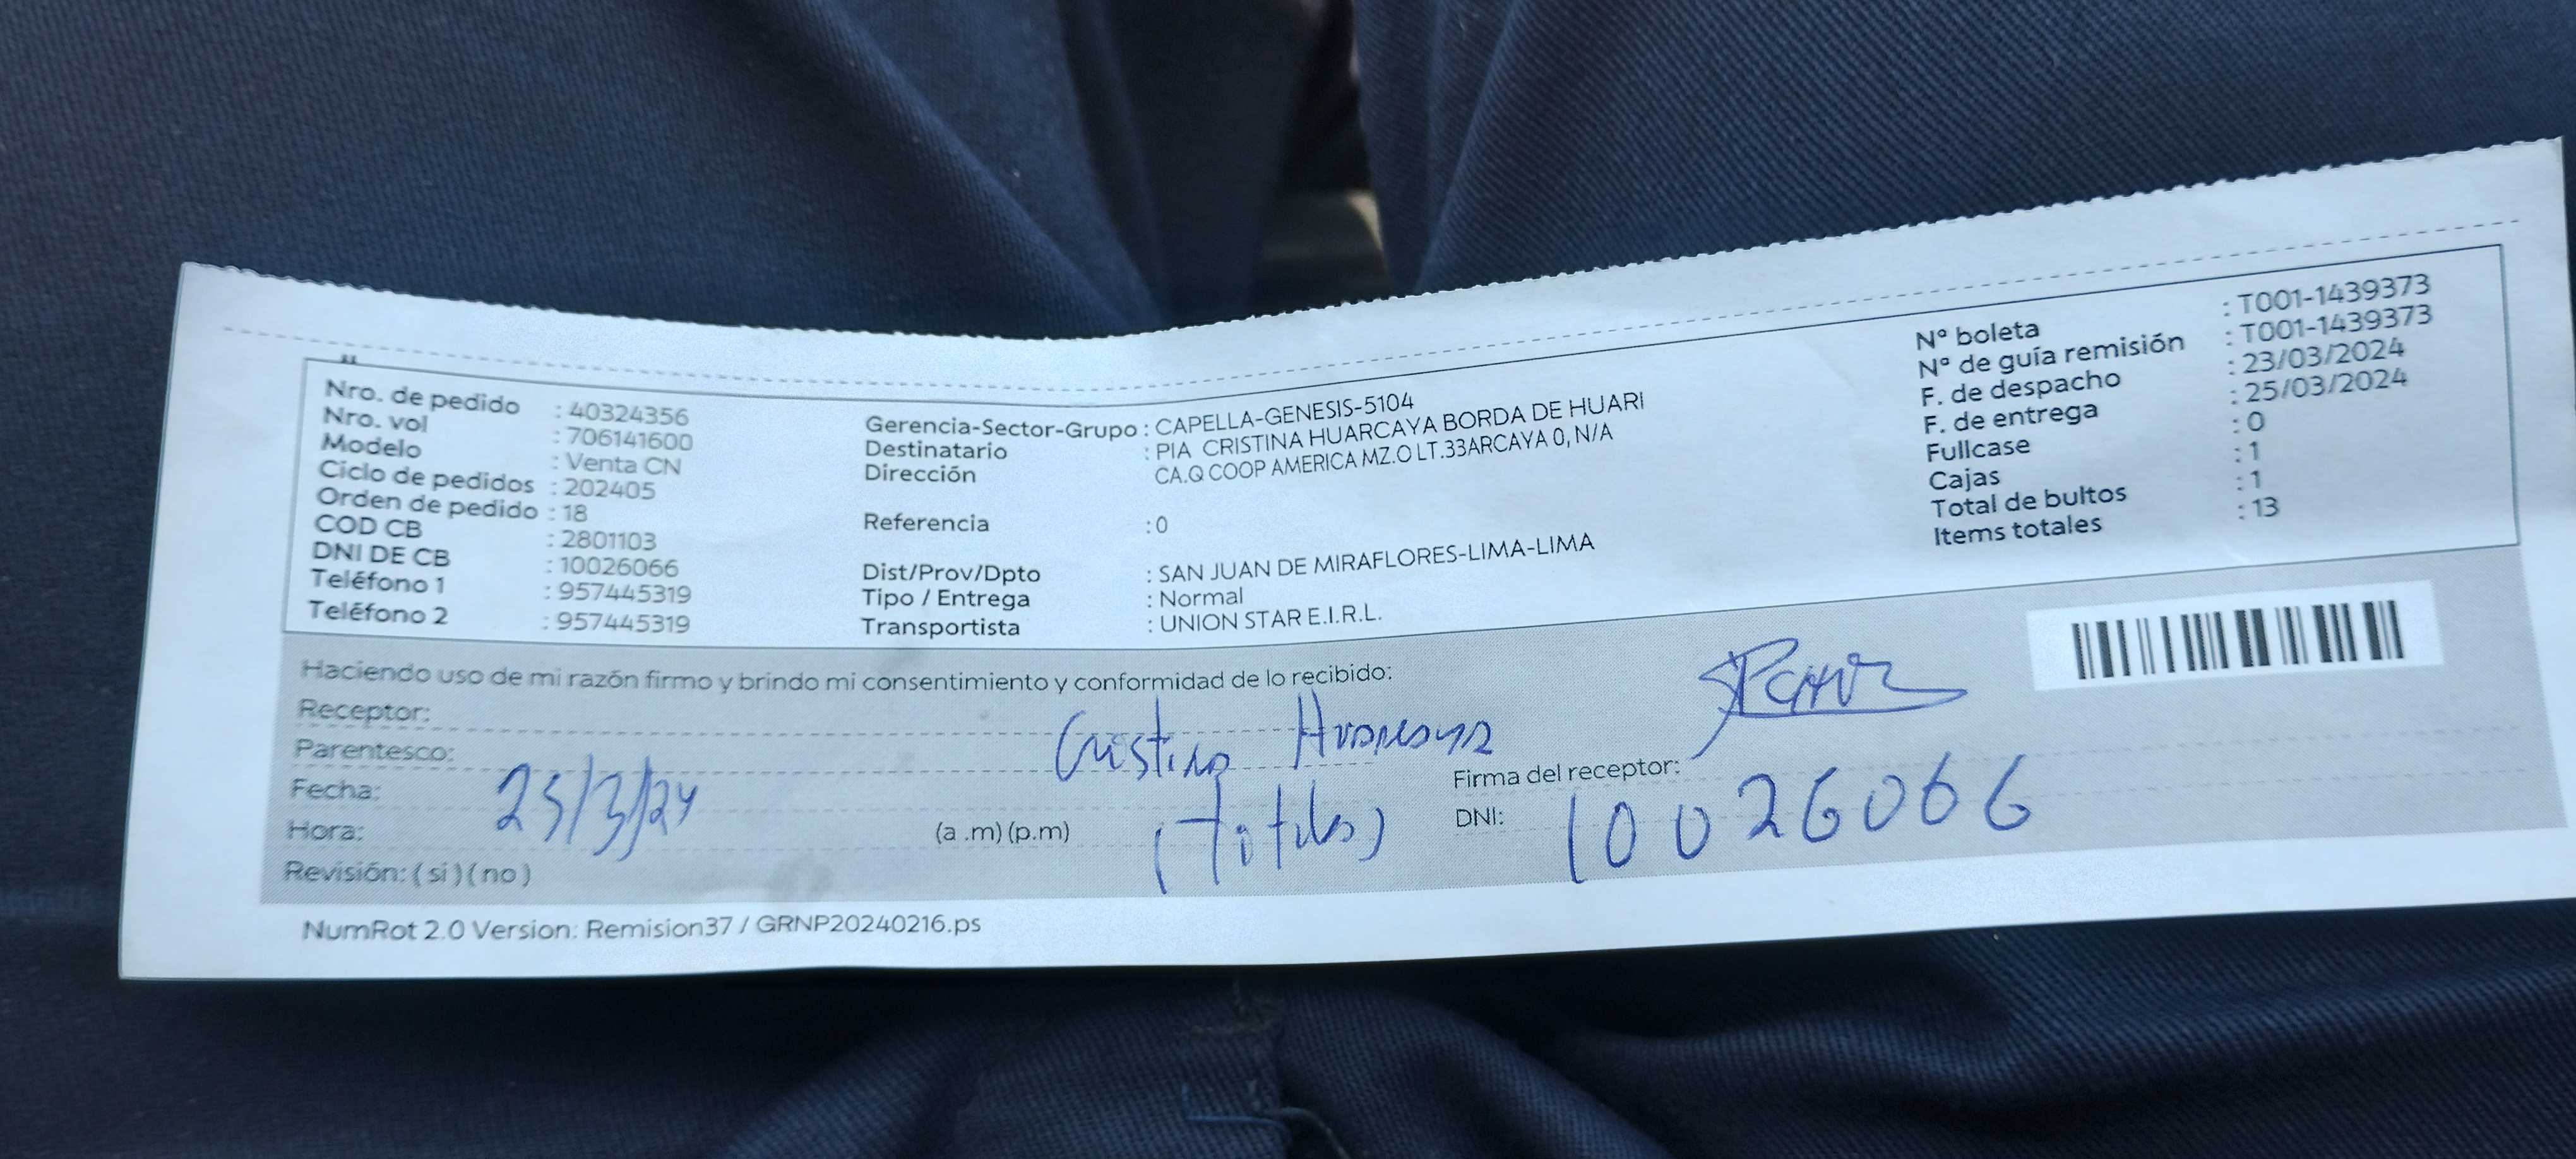 Nro. de pedido : 40324356
Nro. vol : 706141600
Modelo : Venta CN
Ciclo de pedidos : 202405
Orden de pedido : 18
COD CB : 2801103
DNI DE CB : 10026066
Teléfono 1 : 957445319
Teléfono 2 : 957445319
Gerencia-Sector-Grupo : CAPELLA-GENESIS-5104
Destinatario : PIA CRISTINA HUARCAYA BORDA DE HUARI
Dirección CA.Q COOP AMERICA MZ.O LT.33ARCAYA 0, N/A
Referencia : 0
Dist/Prov/Dpto : SAN JUAN DE MIRAFLORES-LIMA-LIMA
Tipo / Entrega : Normal
Transportista : UNION STAR E.I.R.L.
Nº boleta : T001-1439373
Nº de guía remisión : T001-1439373
F. de despacho : 23/03/2024
F. de entrega : 25/03/2024
Fullcase : 0
Cajas : 1
Total de bultos : 1
Items totales : 13
Haciendo uso de mi razón firmo y brindo mi consentimiento y conformidad de lo recibido:
Receptor: Cristina
Parentesco:
Fecha: 25/3/24
Hora: (a .m) (p.m)
Revisión: ( si ) ( no )
Firma del receptor:
DNI: 10026066
NumRot 2.0 Version: Remision37 / GRNP20240216.ps